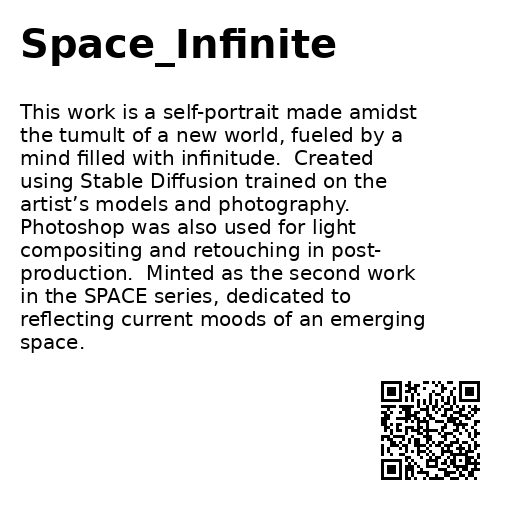 Space_Infinite
This work is a self-portrait made amidst
the tumult of a new world, fueled by a
mind filled with infinitude.  Created
using Stable Diffusion trained on the
artist’s models and photography.
Photoshop was also used for light
compositing and retouching in post-
production.  Minted as the second work
in the SPACE series, dedicated to
reflecting current moods of an emerging
space.